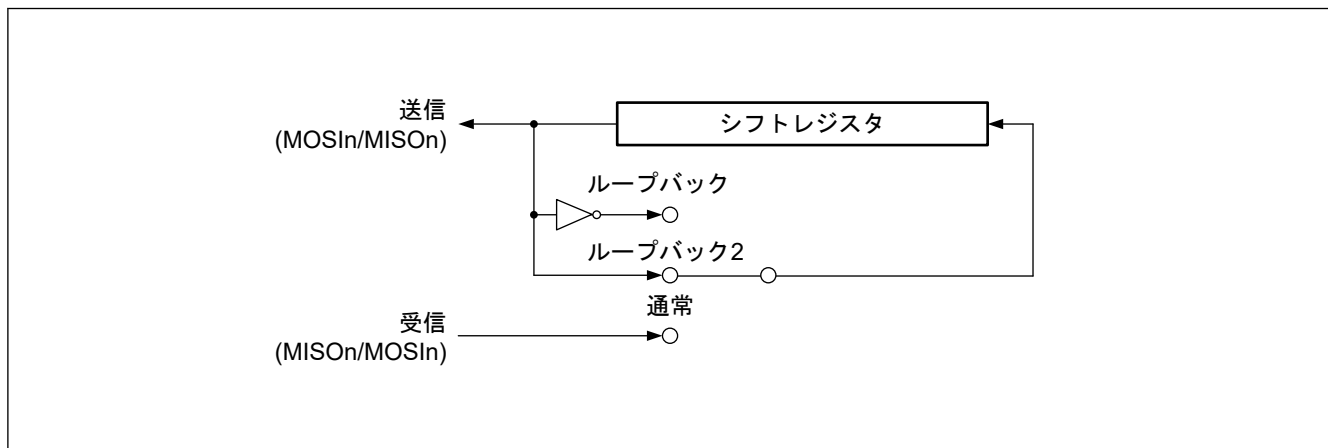 送信
(MOSIn/MISOn)
シフトレジスタ
ループバック
ループバック2
通常
受信
(MISOn/MOSIn)